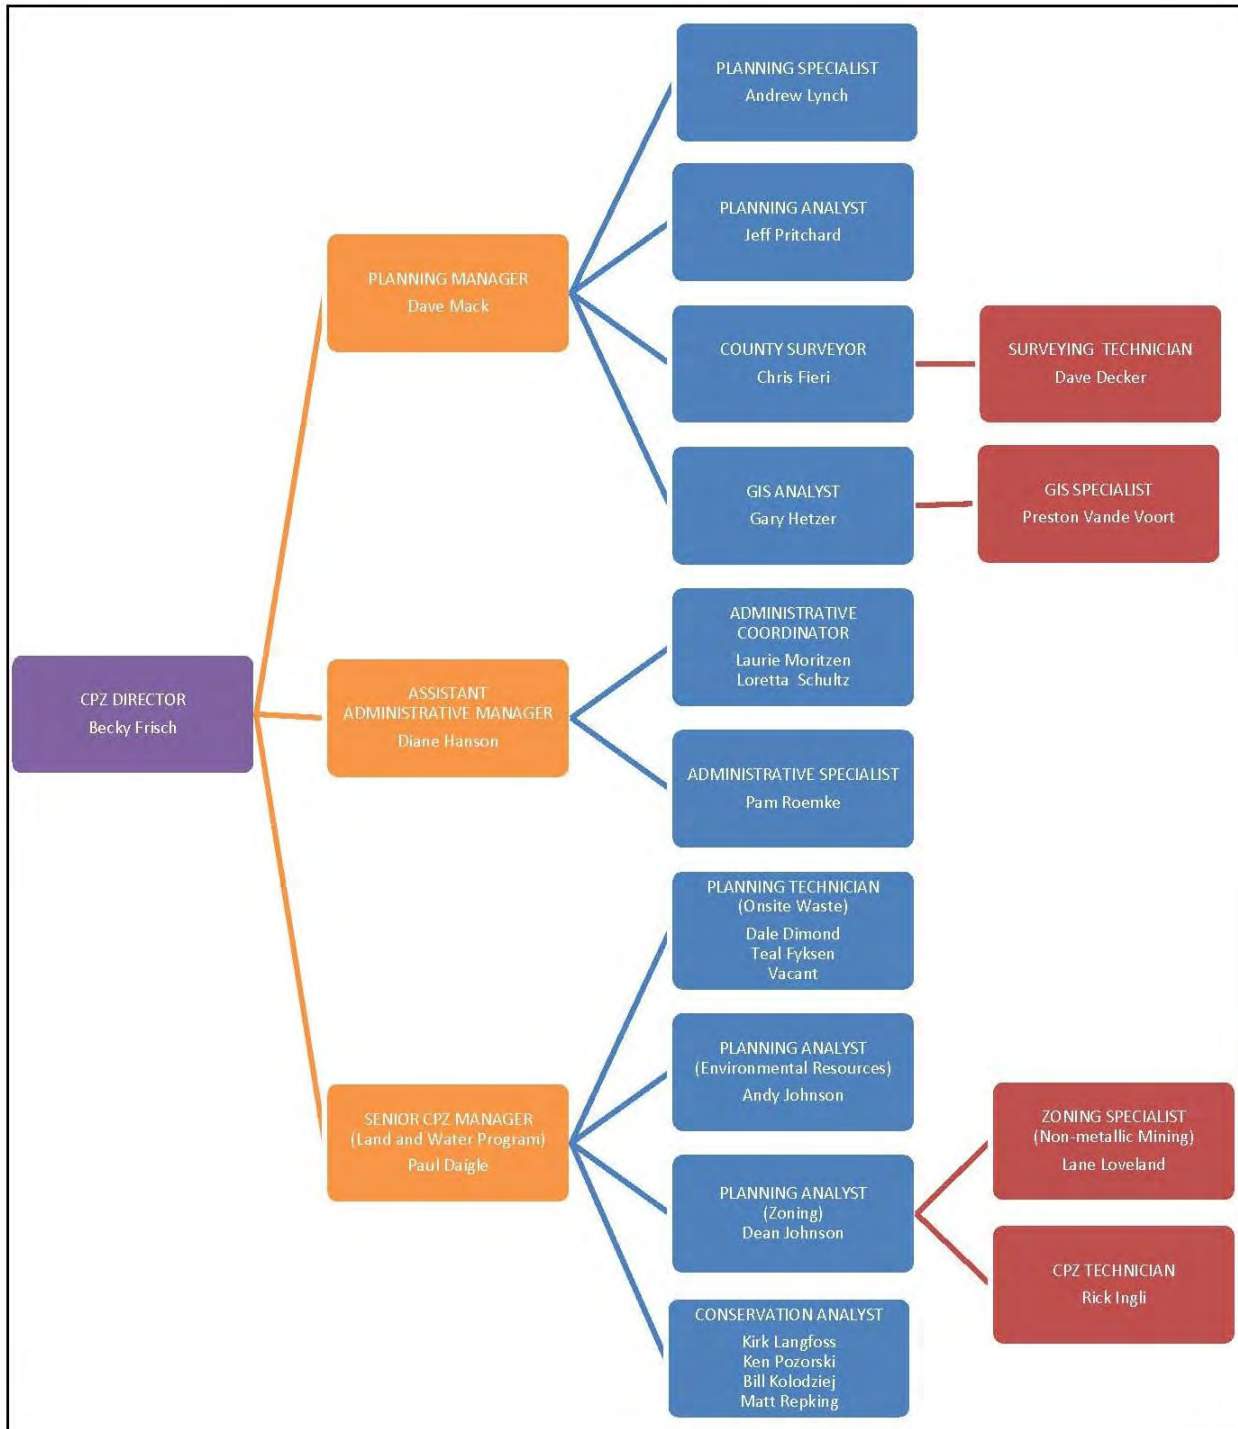 PLANNING SPECIALIST
Andrew Lynch
PLANNING ANALYST
Jeff Pritchard
PLANNING MANAGER
Dave Mack
COUNTY SURVEYOR
Chris Fieri
SURVEYING TECHNICIAN
Dave Decker
GIS ANALYST
Gary Hetzer
GIS SPECIALIST
Preston Vande Voort
ADMINISTRATIVE
COORDINATOR
Laurie Moritzen
Loretta Schultz
CPZ DIRECTOR
Becky Frisch
ASSISTANT
ADMINISTRATIVE MANAGER
Diane Hanson
ADMINISTRATIVE SPECIALIST
Pam Roemke
PLANNING TECHNICIAN
(Onsite Waste)
Dale Dimond
Teal Fyksen
Vacant
PLANNING ANALYST
(Environmental Resources)
Andy Johnson
SENIOR CPZ MANAGER
(Land and Water Program)
Paul Daigle
ZONING SPECIALIST
(Non-metallic Mining)
Lane Loveland
PLANNING ANALYST
(Zoning)
Dean Johnson
CPZ TECHNICIAN
Rick Ingli
CONSERVATION ANALYST
Kirk Langfoss
Ken Pozorski
Bill Kolodziej
Matt Repking